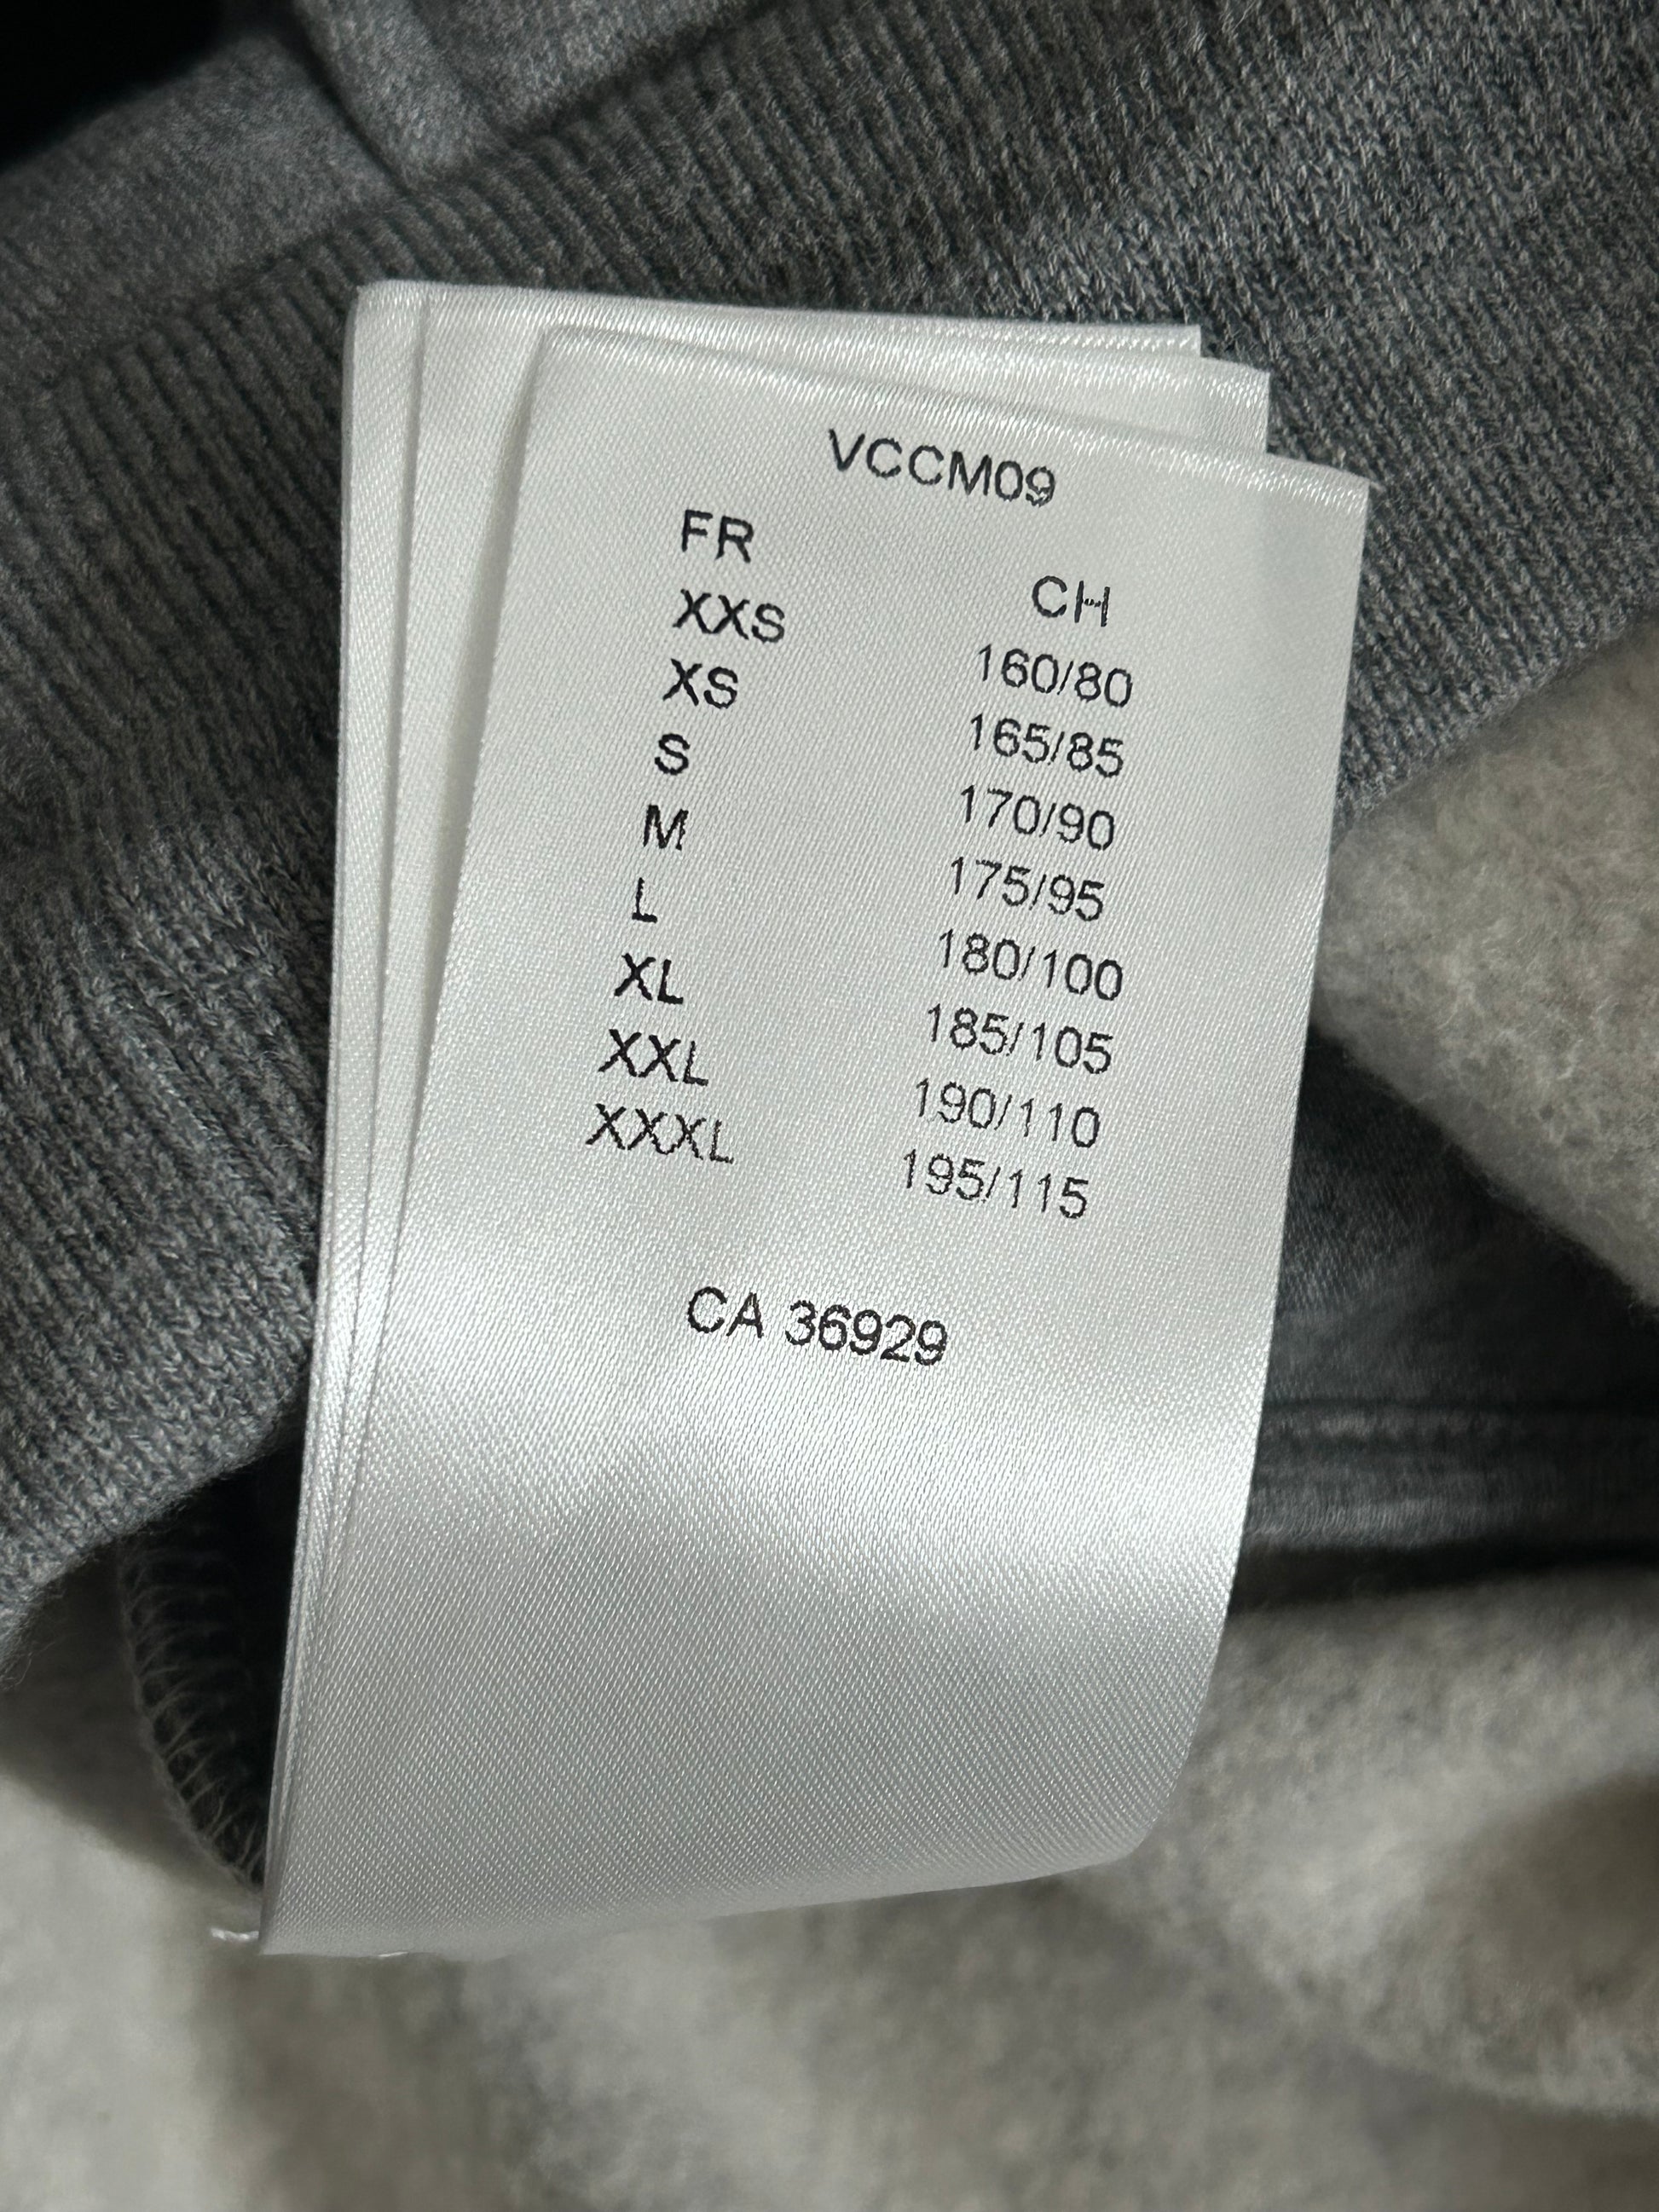 VCCM09
FR CH
XXS 160/80
XS 165/85
S 170/90
M 175/95
L 180/100
XL 185/105
XXL 190/110
XXXL 195/115
CA 36929